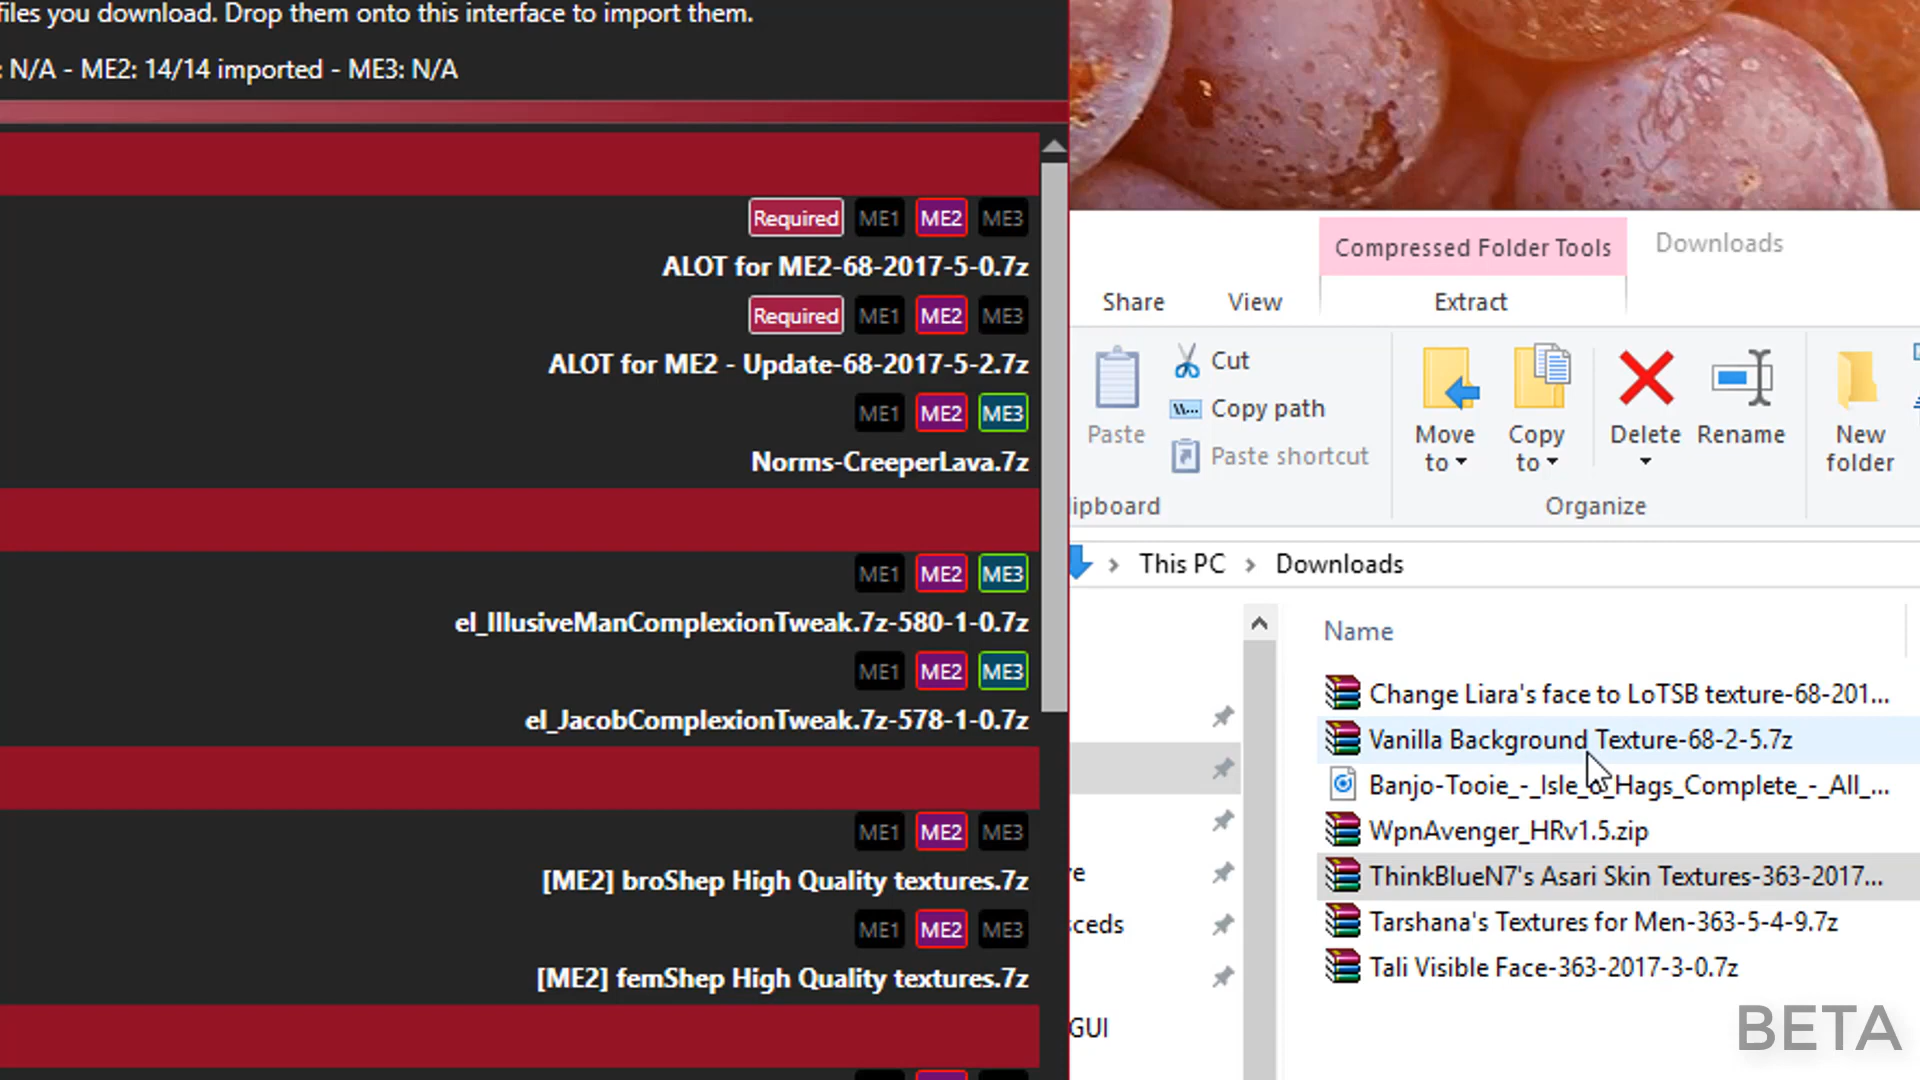 files you download. Drop them onto this interface to import them.
: N/A - ME2: 14/14 imported - ME3: N/A
Required ME1 ME2 ME3
ALOT for ME2-68-2017-5-0.7z
Required ME1 ME2 ME3
ALOT for ME2 - Update-68-2017-5-2.7z
ME1 ME2 ME3
Norms-CreeperLava.7z
ME1 ME2 ME3
el_IllusiveManComplexionTweak.7z-580-1-0.7z
ME1 ME2 ME3
el_JacobComplexionTweak.7z-578-1-0.7z
ME1 ME2 ME3
[ME2] broShep High Quality textures.7z
ME1 ME2 ME3
[ME2] femShep High Quality textures.7z
Compressed Folder Tools
Downloads
Share
View
Extract
Paste
Cut
Copy path
Paste shortcut
Move to
Copy to
Delete
Rename
New folder
lipboard
Organize
This PC > Downloads
Name
Change Liara's face to LoTSB texture-68-201...
Vanilla Background Texture-68-2-5.7z
Banjo-Tooie_-_Isle_o_Hags_Complete_-_All_...
WpnAvenger_HRv1.5.zip
ThinkBlueN7's Asari Skin Textures-363-2017...
Tarshana's Textures for Men-363-5-4-9.7z
Tali Visible Face-363-2017-3-0.7z
re
sceds
GUI
BETA